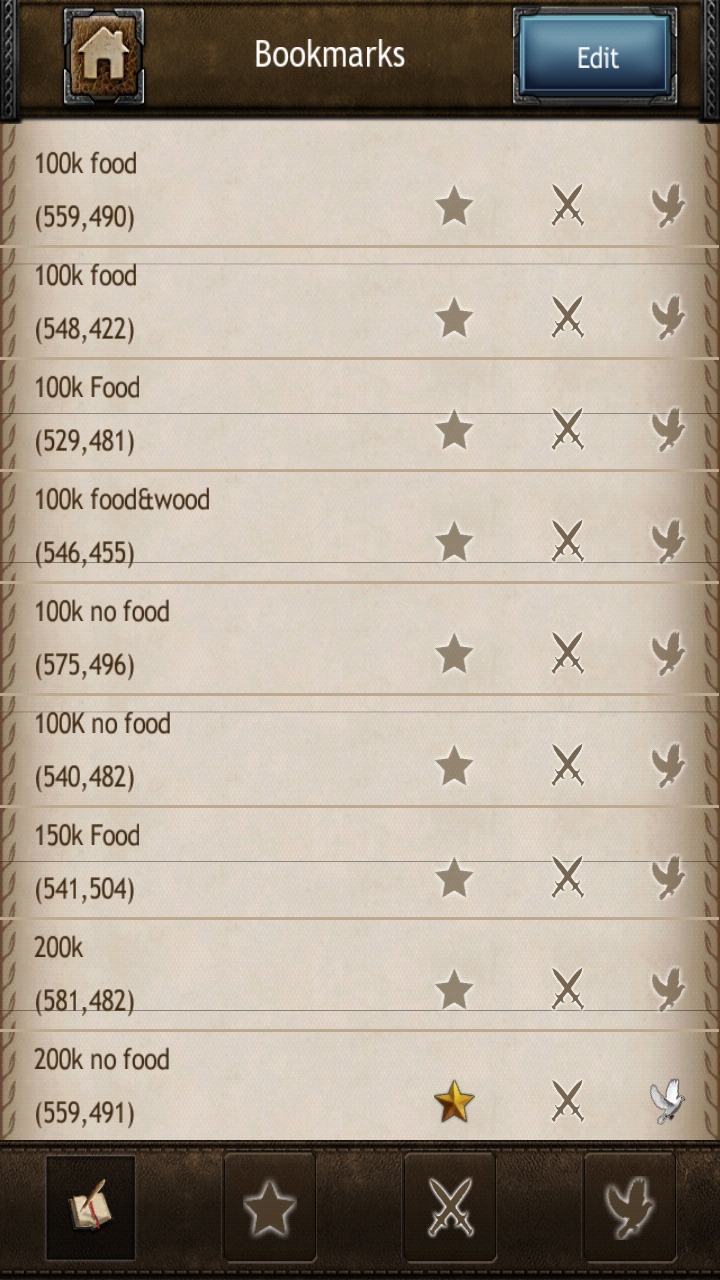 Bookmarks
Edit
100k food
(559,490)
100k food
(548,422)
100k Food
(529,481)
100k food&wood
(546,455)
100k no food
(575,496)
100K no food
(540,482)
150k Food
(541,504)
200k
(581,482)
200k no food
(559,491)